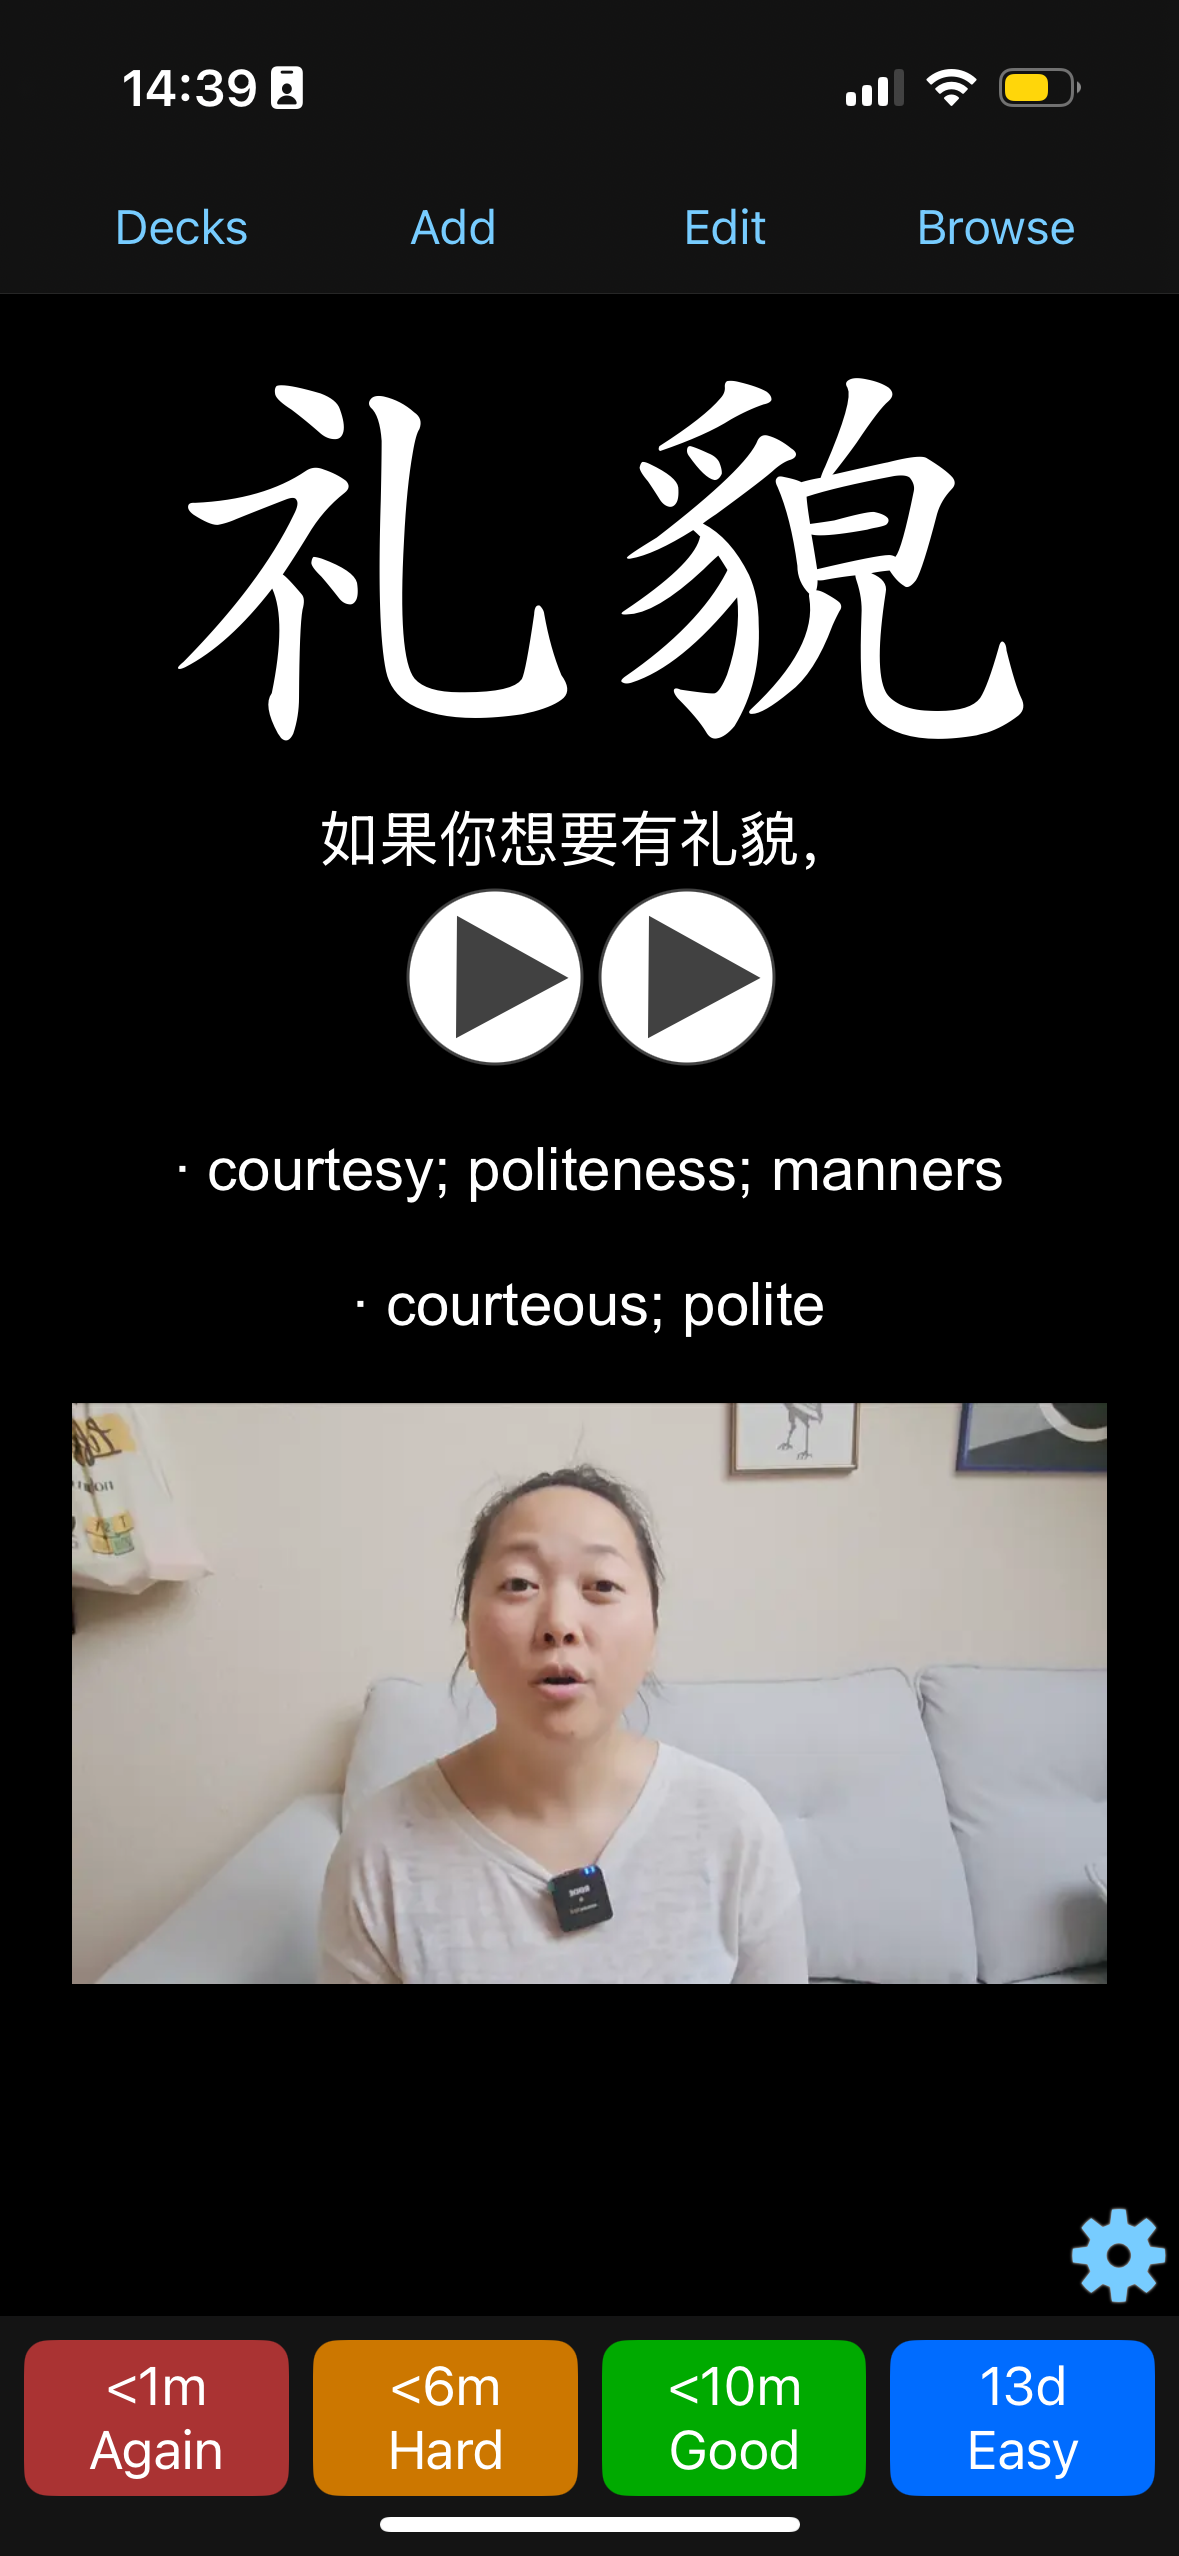 14:39
Decks Add Edit Browse
礼貌
如果你想要有礼貌，
· courtesy; politeness; manners
· courteous; polite
<1m <6m <10m 13d
Again Hard Good Easy